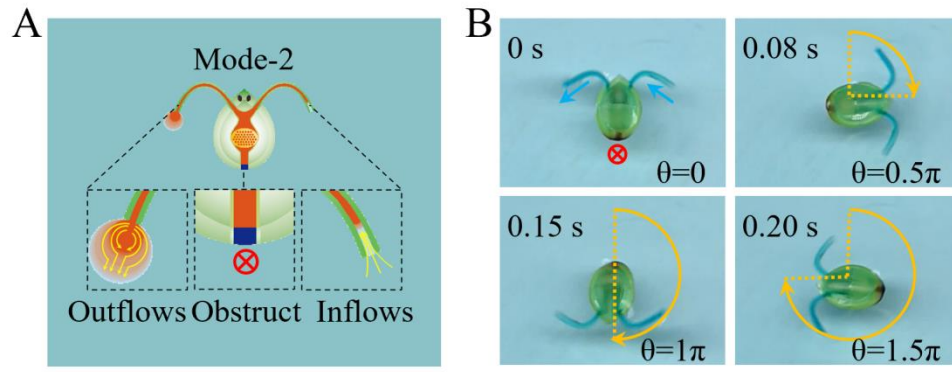 A
Mode-2
Outflows Obstruct Inflows
B
0 s
θ=0
0.08 s
θ=0.5π
0.15 s
θ=1π
0.20 s
θ=1.5π